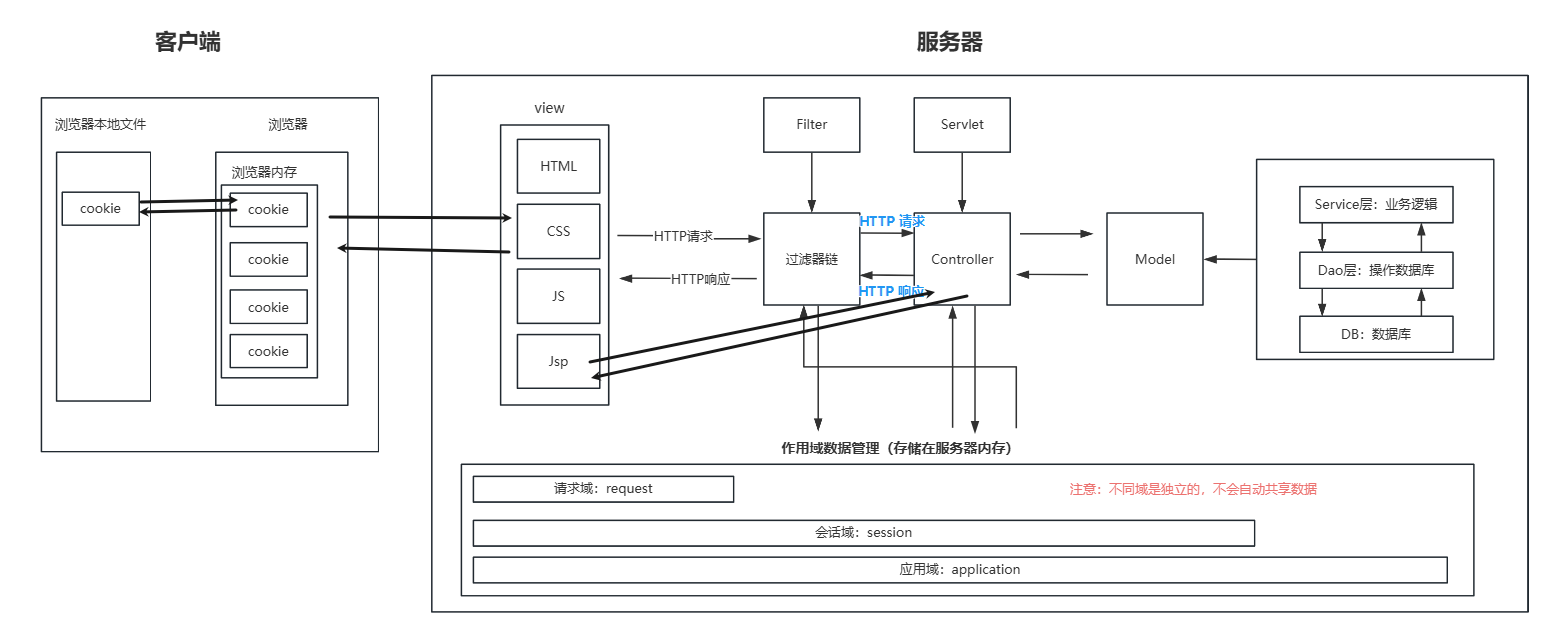 客户端
服务器
浏览器本地文件
浏览器
浏览器内存
cookie
cookie
cookie
cookie
cookie
view
HTML
CSS
JS
Jsp
HTTP请求
HTTP响应
Filter
Servlet
过滤器链
HTTP 请求
HTTP 响应
Controller
Model
Service层：业务逻辑
Dao层：操作数据库
DB：数据库
作用域数据管理（存储在服务器内存）
请求域：request
注意：不同域是独立的，不会自动共享数据
会话域：session
应用域：application